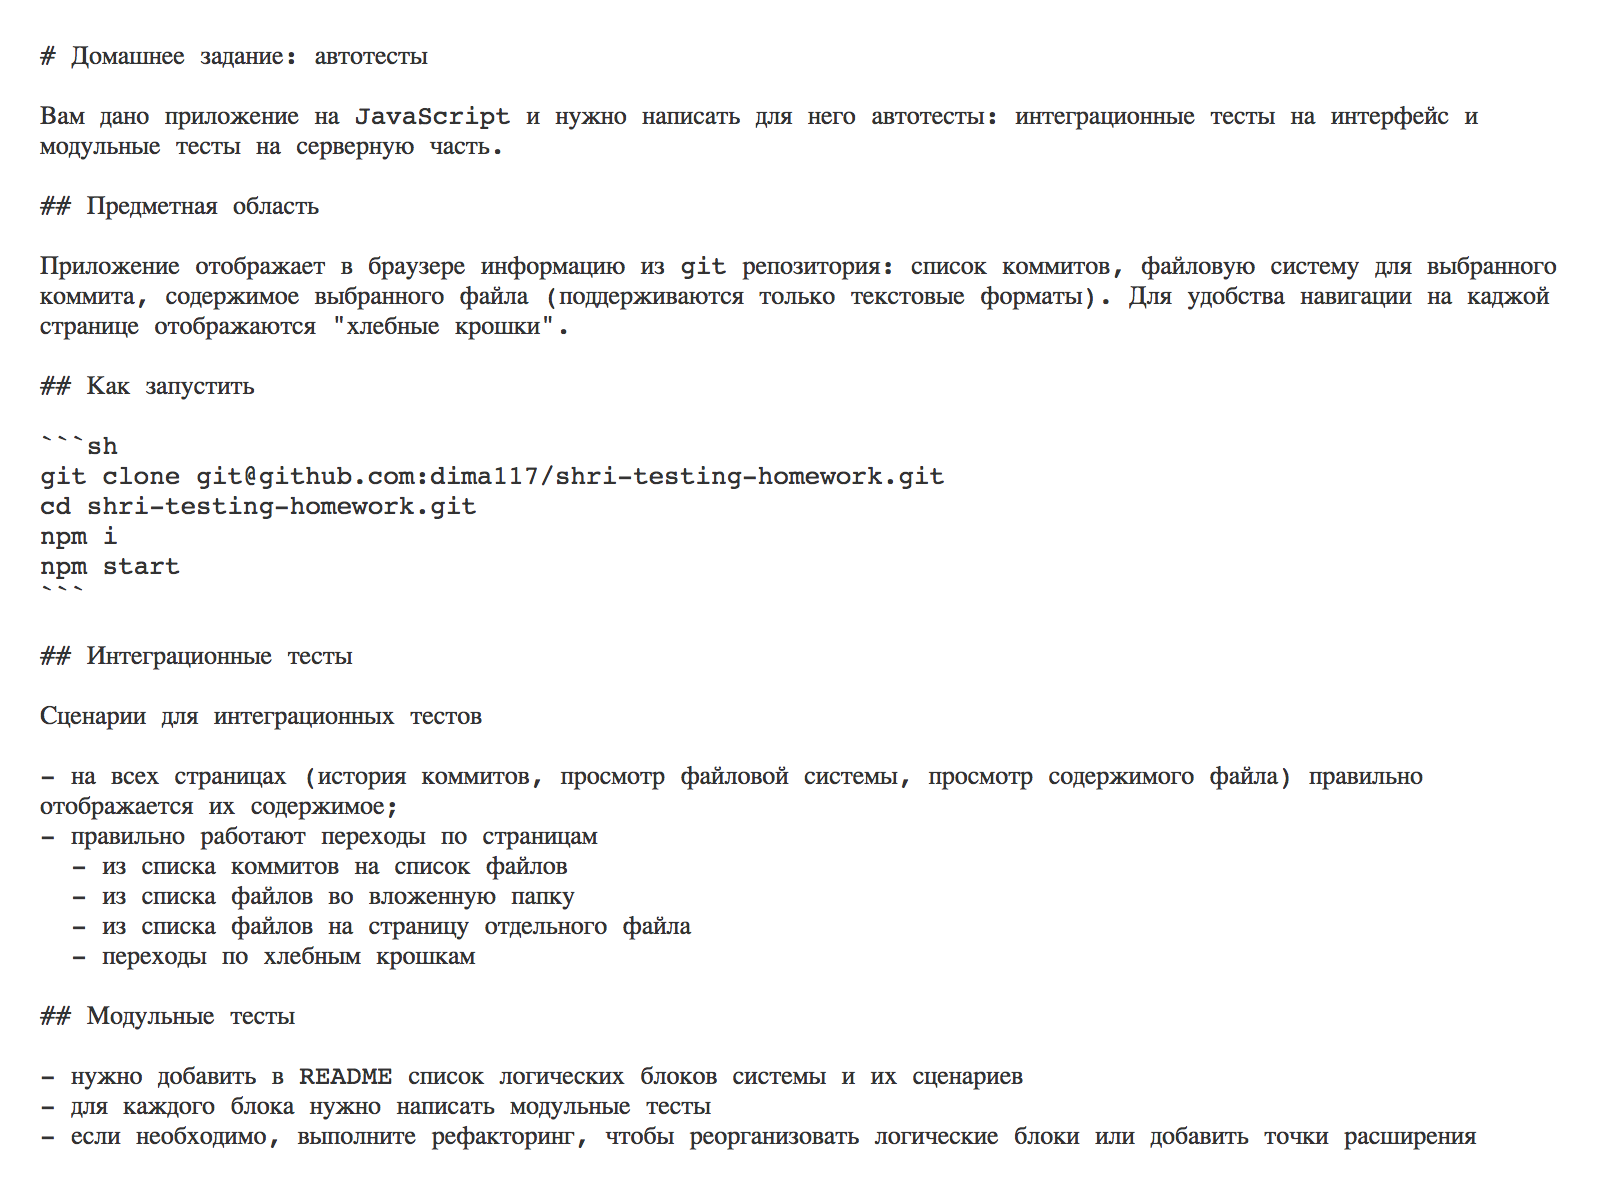 # Домашнее задание: автотесты
Вам дано приложение на JavaScript и нужно написать для него автотесты: интеграционные тесты на интерфейс и
модульные тесты на серверную часть.
## Предметная область
Приложение отображает в браузере информацию из git репозитория: список коммитов, файловую систему для выбранного
коммита, содержимое выбранного файла (поддерживаются только текстовые форматы). Для удобства навигации на каджой
странице отображаются "хлебные крошки".
## Как запустить
```sh
git clone git@github.com:dima117/shri-testing-homework.git
cd shri-testing-homework.git
npm i
npm start
```
## Интеграционные тесты
Сценарии для интеграционных тестов
- на всех страницах (история коммитов, просмотр файловой системы, просмотр содержимого файла) правильно
отображается их содержимое;
- правильно работают переходы по страницам
  - из списка коммитов на список файлов
  - из списка файлов во вложенную папку
  - из списка файлов на страницу отдельного файла
  - переходы по хлебным крошкам
## Модульные тесты
- нужно добавить в README список логических блоков системы и их сценариев
- для каждого блока нужно написать модульные тесты
- если необходимо, выполните рефакторинг, чтобы реорганизовать логические блоки или добавить точки расширения